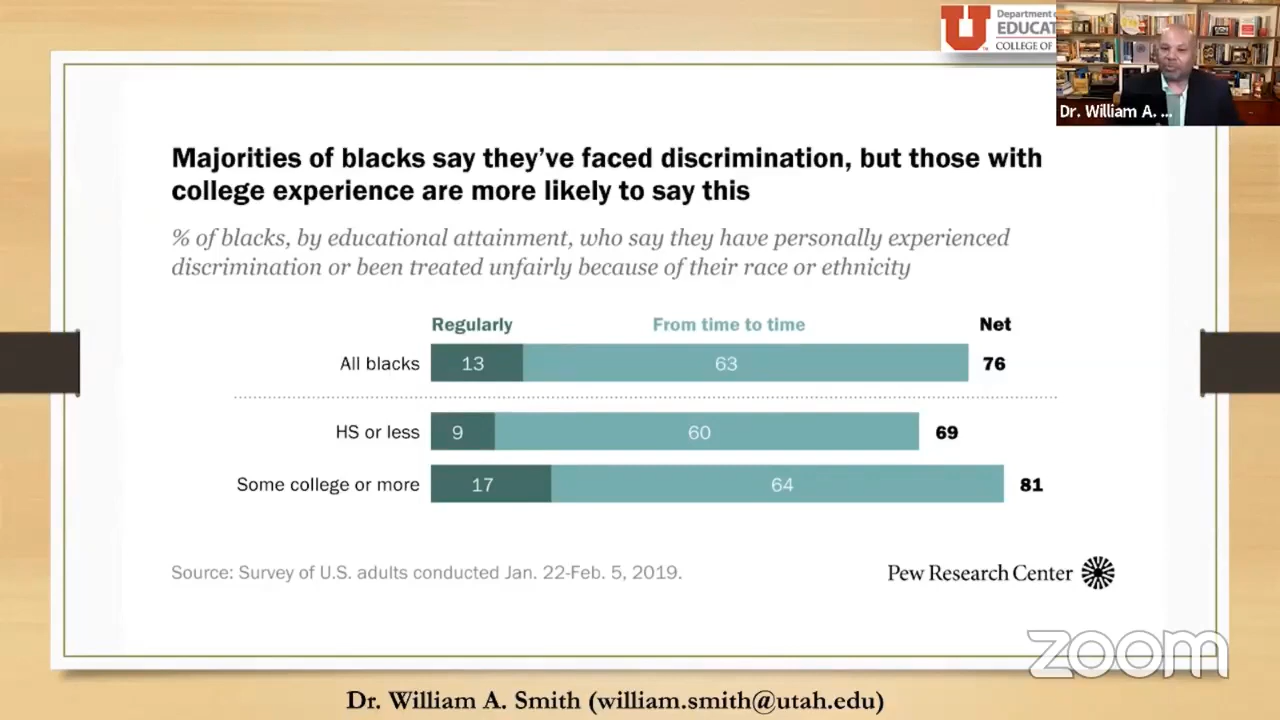 Department o
EDUCAT
COLLEGE OF
Dr. William A. ...
Majorities of blacks say they've faced discrimination, but those with
college experience are more likely to say this
% of blacks, by educational attainment, who say they have personally experienced
discrimination or been treated unfairly because of their race or ethnicity
Regularly From time to time Net
All blacks 13 63 76
HS or less 9 60 69
Some college or more 17 64 81
Source: Survey of U.S. adults conducted Jan. 22-Feb. 5, 2019.
Pew Research Center
zoom
Dr. William A. Smith (william.smith@utah.edu)